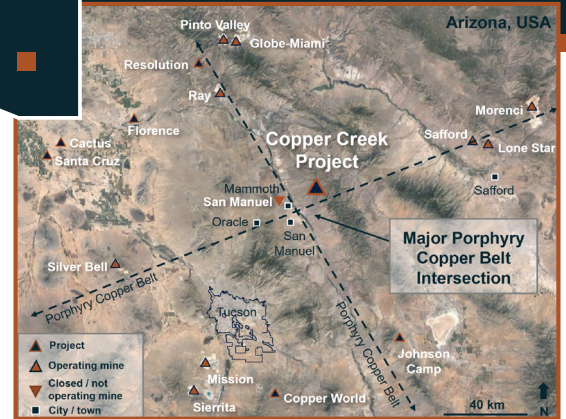 Arizona, USA
Pinto Valley
Globe-Miami
Resolution
Ray
Morenci
Florence
Cactus
Santa Cruz
Safford
Lone Star
Copper Creek
Project
Safford
Mammoth
San Manuel
Oracle
San
Manuel
Major Porphyry
Copper Belt
Intersection
Silver Bell
Porphyry Copper Belt
Tucson
Porphyry Copper Belt
Johnson
Camp
Mission
Sierrita
Copper World
Project
Operating mine
Closed / not
operating mine
City / town
40 km